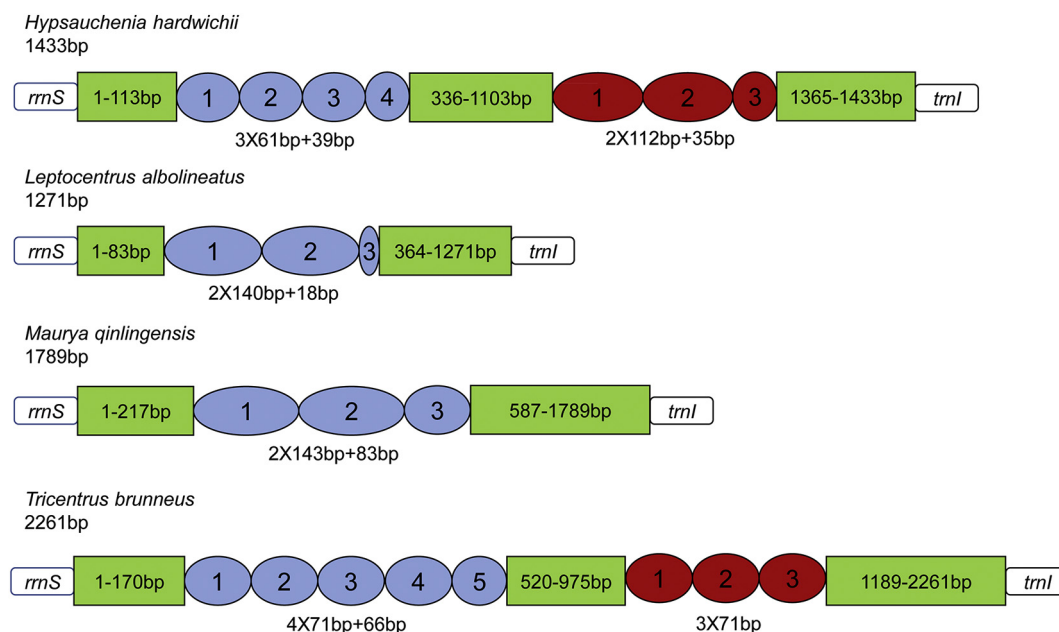 Hypsauchenia hardwichii
1433bp
rrnS 1-113bp 1 2 3 4 336-1103bp 1 2 3 1365-1433bp trnI
3X61bp+39bp 2X112bp+35bp
Leptocentrus albolineatus
1271bp
rrnS 1-83bp 1 2 3 364-1271bp trnI
2X140bp+18bp
Maurya qinlingensis
1789bp
rrnS 1-217bp 1 2 3 587-1789bp trnI
2X143bp+83bp
Tricentrus brunneus
2261bp
rrnS 1-170bp 1 2 3 4 5 520-975bp 1 2 3 1189-2261bp trnI
4X71bp+66bp 3X71bp